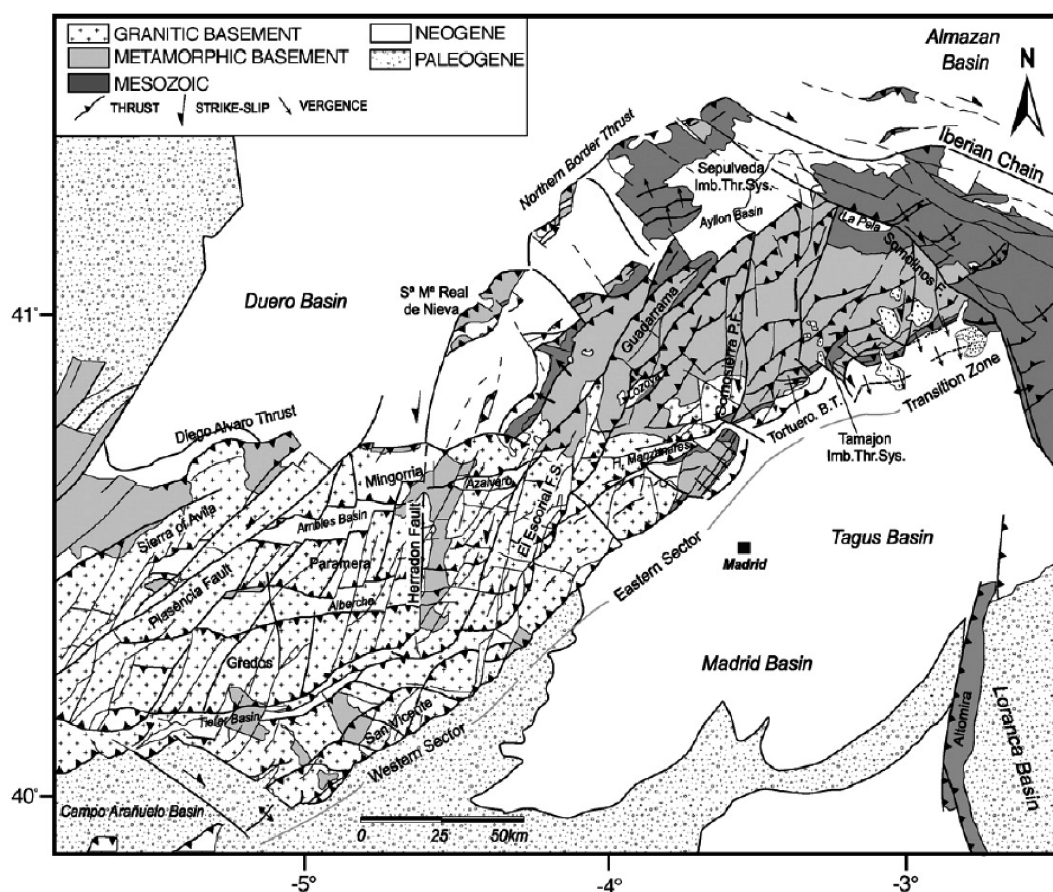 GRANITIC BASEMENT
METAMORPHIC BASEMENT
MESOZOIC
NEOGENE
PALEOGENE
THRUST
STRIKE-SLIP
VERGENCE
Almazan
Basin
N
Iberian Chain
Northern Border Thrust
Sepulveda
Imb.Thr.Sys.
Ayllon Basin
La Pela
Somolinos F.
Duero Basin
Sª Mª Real
de Nieva
Guadarrama
Lozoya
Somosierra P.F.
Transition Zone
Tortuero. B.T.
Tamajon
Imb.Thr.Sys.
Diego Alvaro Thrust
H. Manzanares
Mingorria
Azalvaro
El Escorial F.S.
Sierra of Avila
Ambles Basin
Herradon Fault
Eastern Sector
Madrid
Tagus Basin
Plasencia Fault
Paramera
Alberche
Gredos
Madrid Basin
Tietar Basin
San Vicente
Western Sector
Altomira
Loranca Basin
Campo Arañuelo Basin
0 25 50km
41°
40°
-5°
-4°
-3°